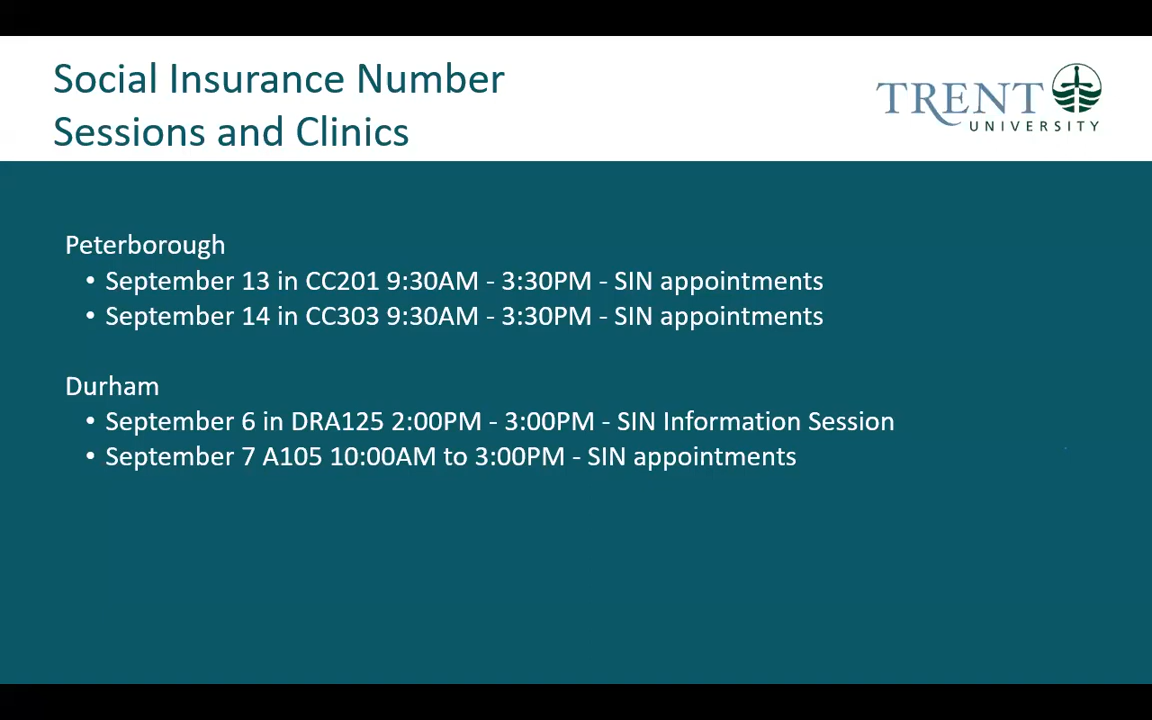 Social Insurance Number
Sessions and Clinics
TRENT
UNIVERSITY
Peterborough
• September 13 in CC201 9:30AM - 3:30PM - SIN appointments
• September 14 in CC303 9:30AM - 3:30PM - SIN appointments
Durham
• September 6 in DRA125 2:00PM - 3:00PM - SIN Information Session
• September 7 A105 10:00AM to 3:00PM - SIN appointments